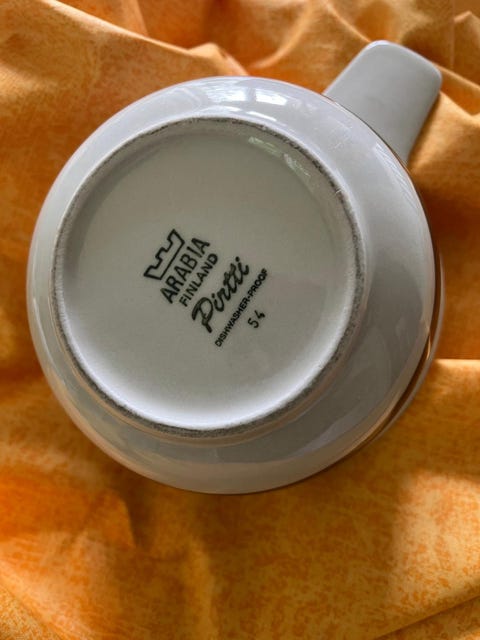 ARABIA
FINLAND
Pirtti
DISHWASHER-PROOF
54